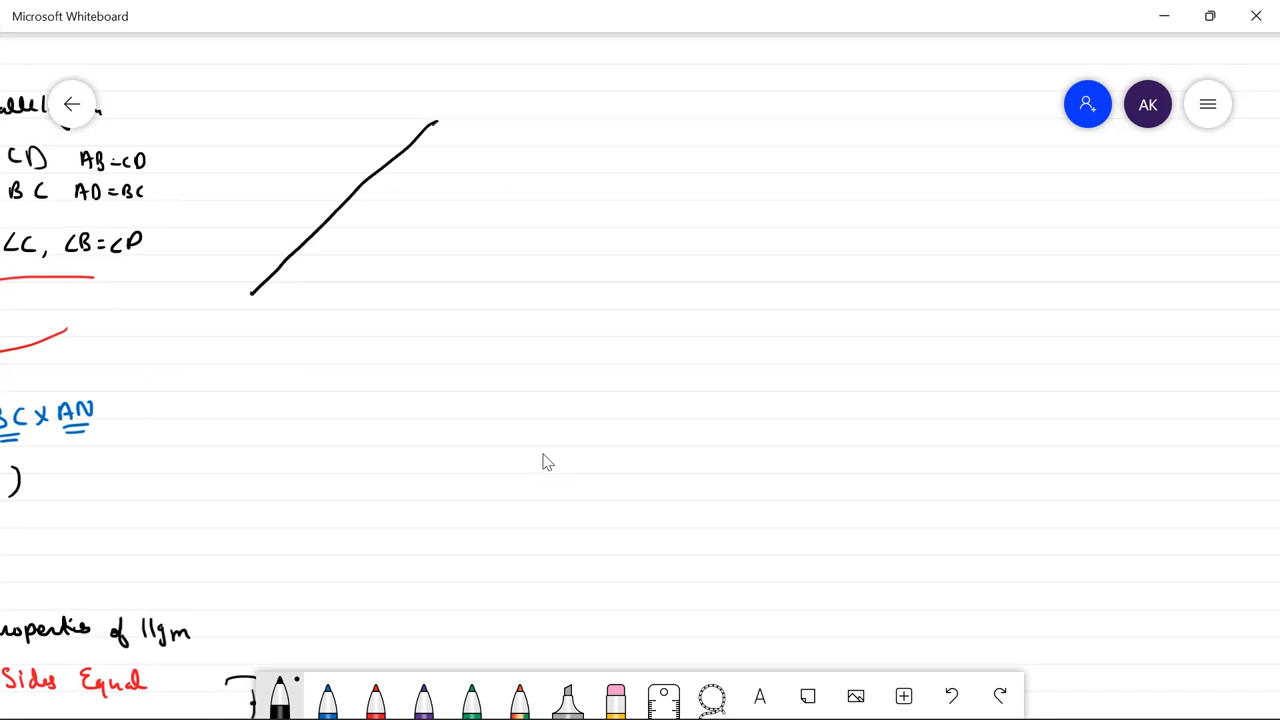 Microsoft Whiteboard
AK
CD AB=CD
BC AD=BC
∠C, ∠B=∠D
BC X AN
)
roperties of llgm
Sides Equal
A